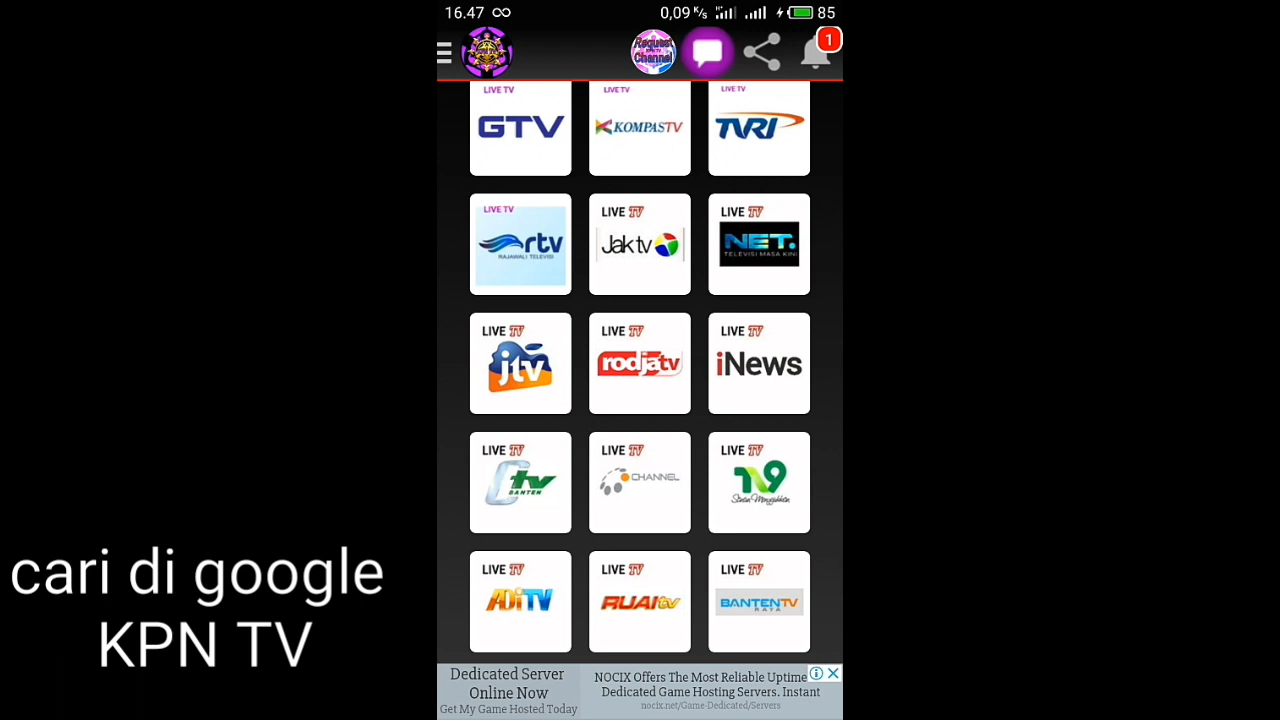 16.47
0,09 K/s
85
Request
KPN TV
Channel
1
LIVE TV
LIVE TV
LIVE TV
GTV
KOMPASTV
TVRI
LIVE TV
LIVE TV
LIVE TV
rtv
RAJAWALI TELEVISI
Jak tv
NET.
TELEVISI MASA KINI
LIVE TV
LIVE TV
LIVE TV
jtv
rodjatv
iNews
LIVE TV
LIVE TV
LIVE TV
Ctv
BANTEN
CHANNEL
TV9
LIVE TV
LIVE TV
LIVE TV
ADiTV
RUAItv
BANTENTV
RAYA
cari di google
KPN TV
Dedicated Server
Online Now
Get My Game Hosted Today
NOCIX Offers The Most Reliable Uptime
Dedicated Game Hosting Servers. Instant
nocix.net/Game-Dedicated/Servers